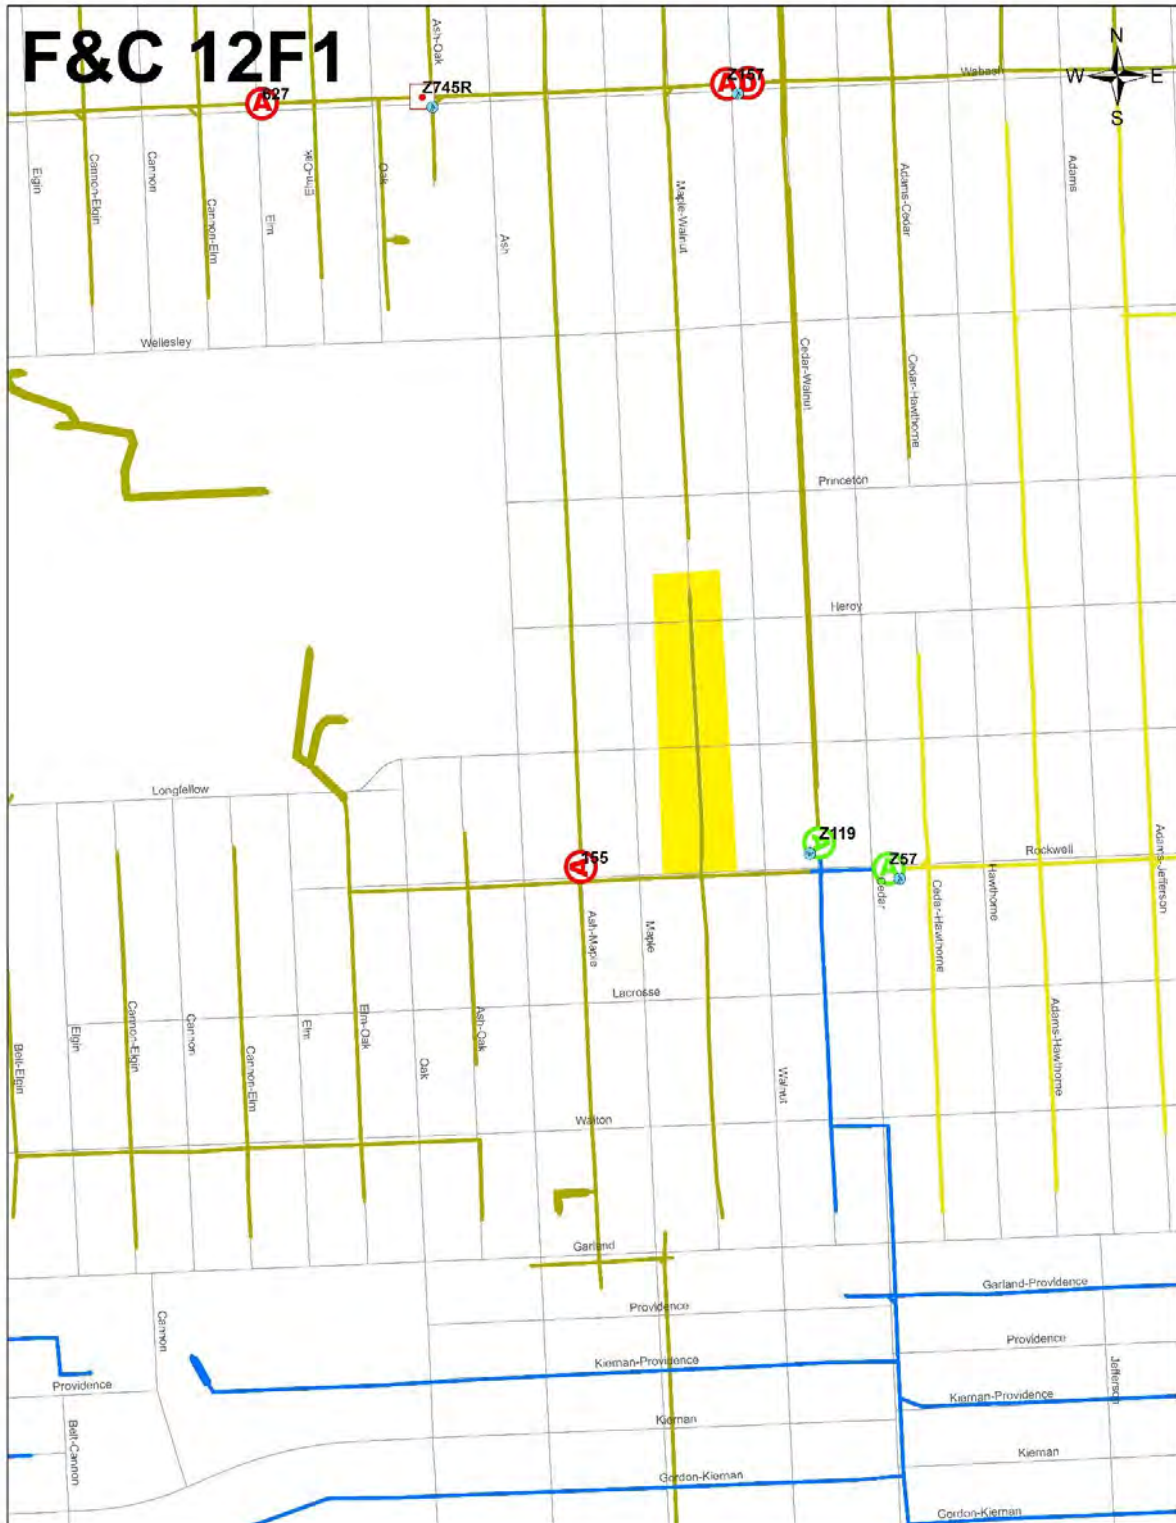 F&C 12F1
N
W E
S
Ash-Oak
Z745R
627
AD
Z157
Wabash
A
Elgin
Cannon-Elgin
Cannon
Cannon-Elm
Elm
Elm-Oak
Oak
Ash
Maple-Walnut
Adams-Cedar
Adams
Wellesley
Cedar-Walnut
Cedar-Hawthorne
Princeton
Heroy
Longfellow
A
155
A
Z119
A
Z57
Rockwell
Adams-Jefferson
Cedar
Cedar-Hawthorne
Hawthorne
Ash-Maple
Maple
Lacrosse
Belt-Elgin
Elgin
Cannon-Elgin
Cannon
Cannon-Elm
Elm
Elm-Oak
Oak
Ash-Oak
Walnut
Adams-Hawthorne
Walton
Garland
Garland-Providence
Cannon
Providence
Providence
Kiernan-Providence
Jefferson
Providence
Kiernan-Providence
Belt-Cannon
Kiernan
Kiernan
Gordon-Kiernan
Gordon-Kiernan